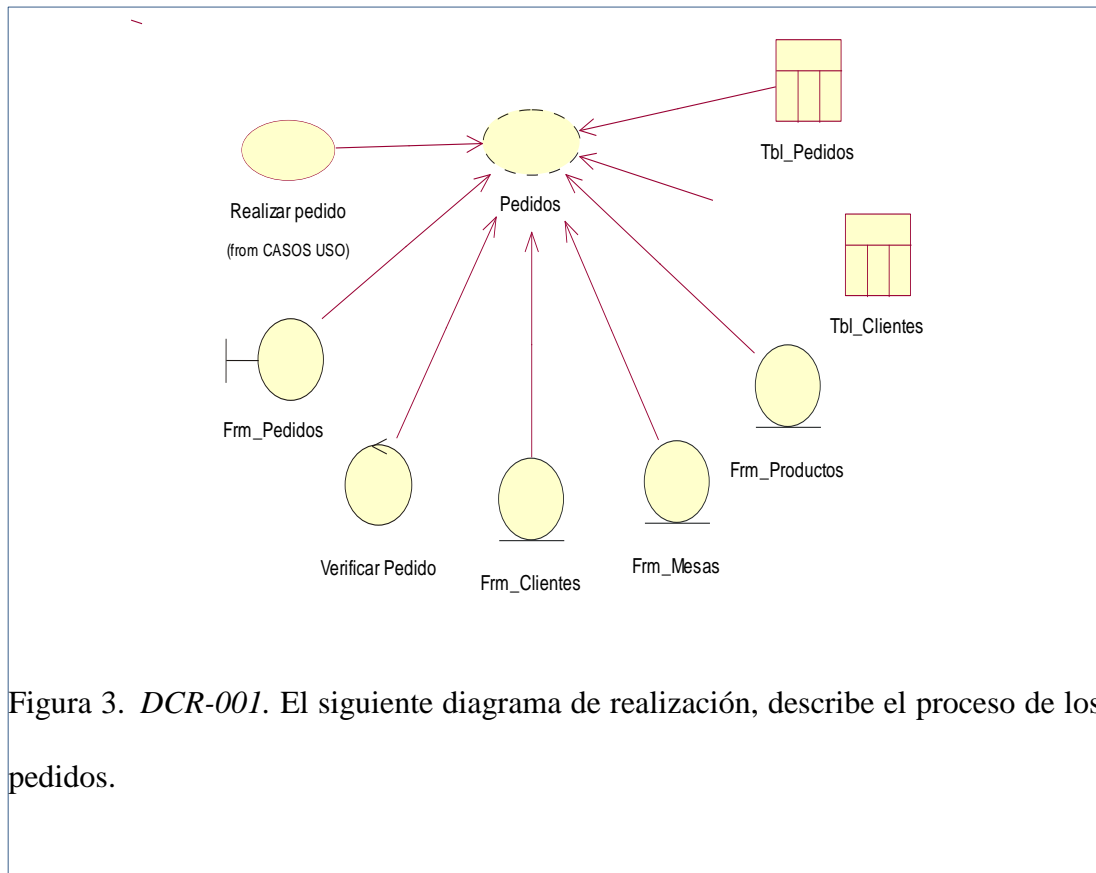 Tbl_Pedidos
Pedidos
Realizar pedido
(from CASOS USO)
Tbl_Clientes
Frm_Pedidos
Frm_Productos
Verificar Pedido
Frm_Clientes
Frm_Mesas
Figura 3. DCR-001. El siguiente diagrama de realización, describe el proceso de los
pedidos.